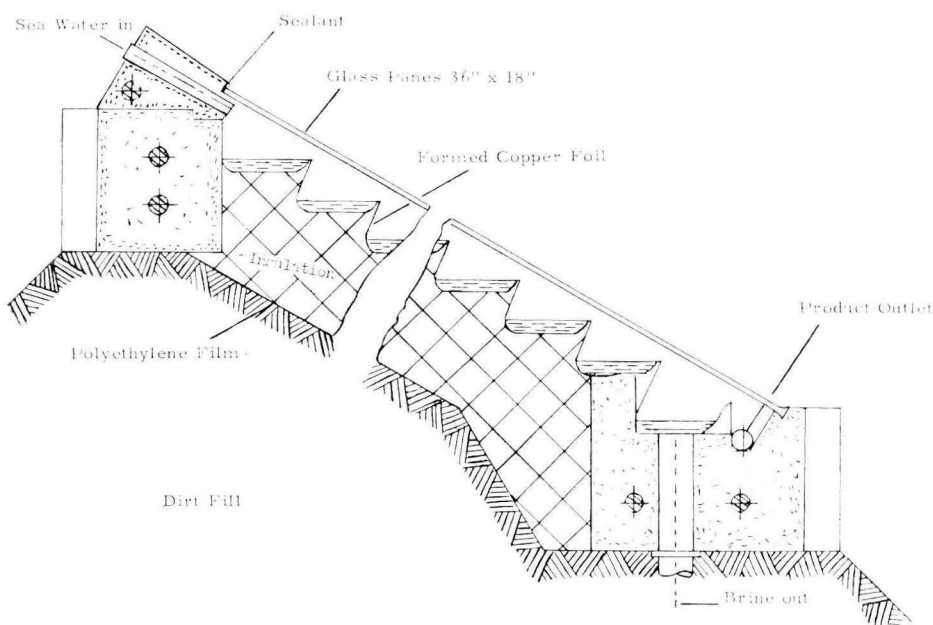 Sea Water in
Sealant
Glass Panes 36" x 18"
Formed Copper Foil
Insulation
Product Outlet
Polyethylene Film
Dirt Fill
Brine out